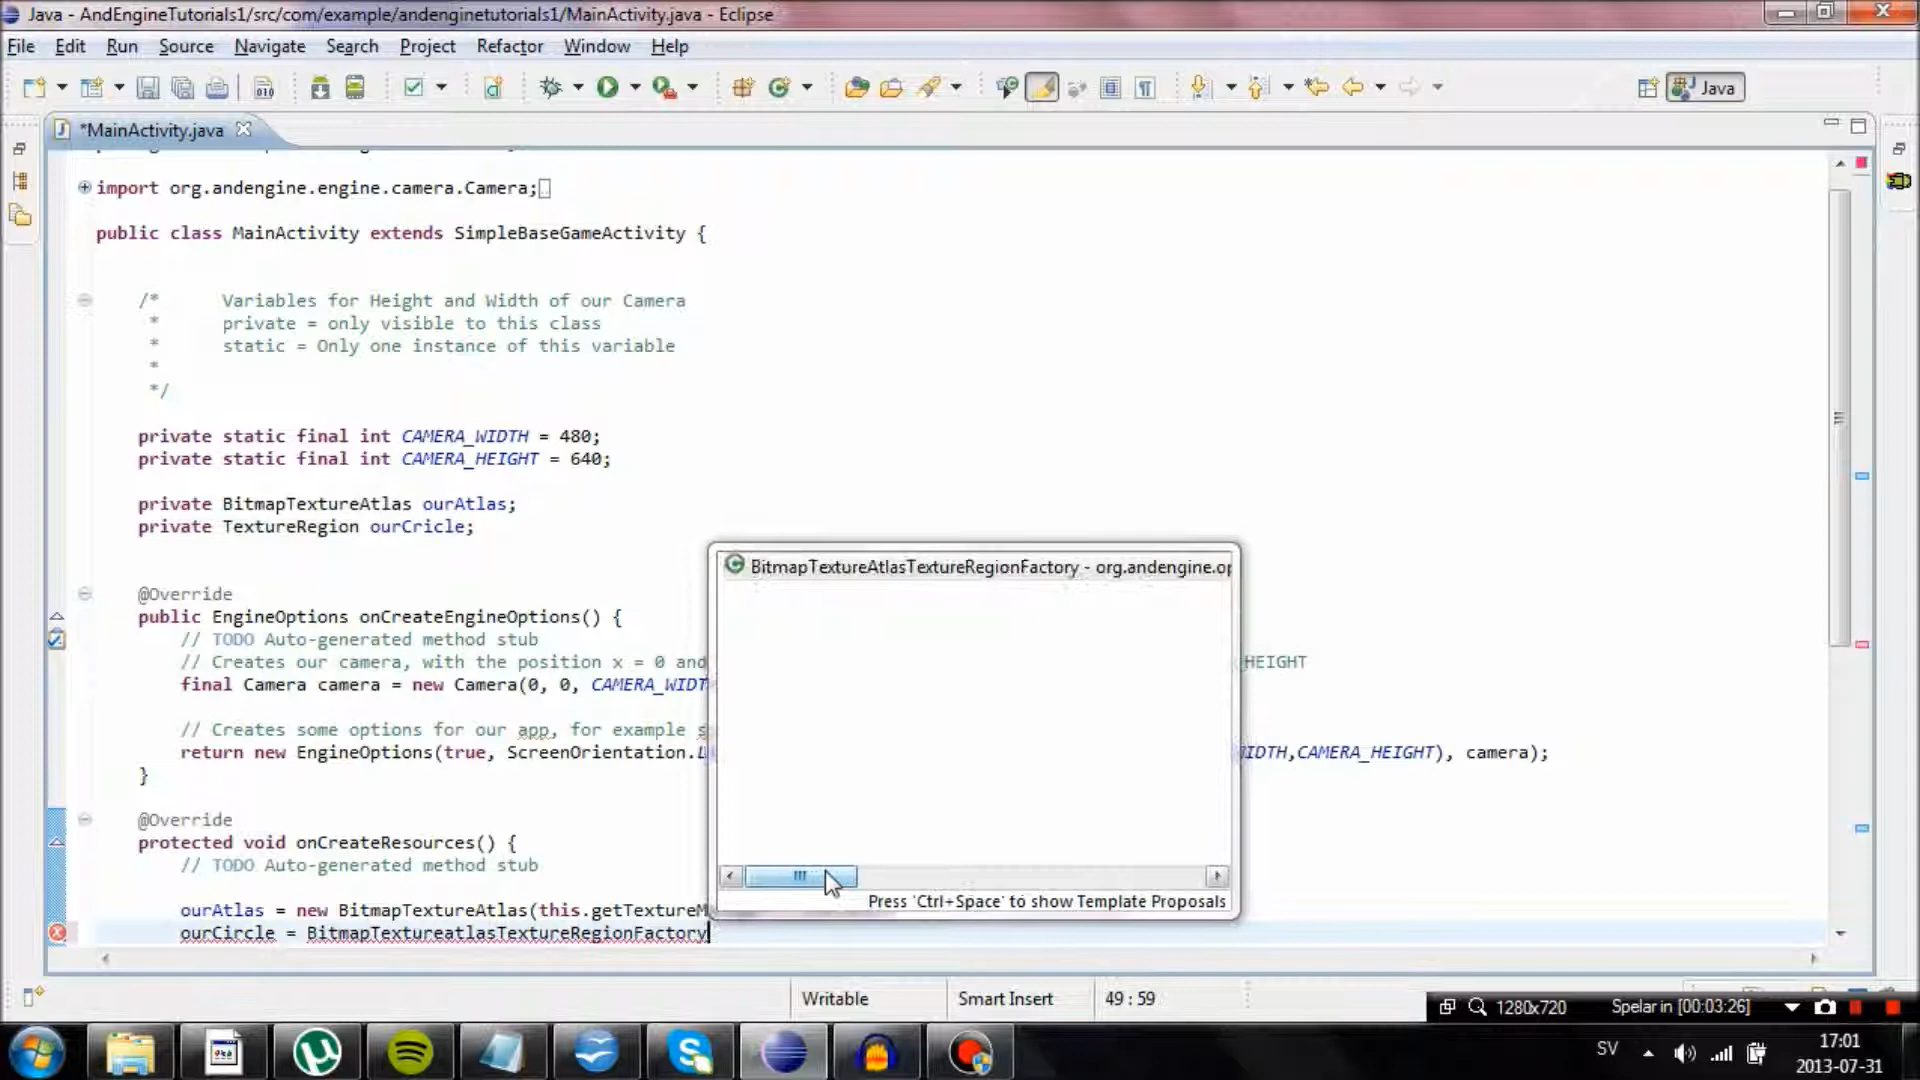 Java - AndEngineTutorials1/src/com/example/andenginetutorials1/MainActivity.java - Eclipse
File Edit Run Source Navigate Search Project Refactor Window Help
Java
*MainActivity.java
import org.andengine.engine.camera.Camera;
public class MainActivity extends SimpleBaseGameActivity {
/* Variables for Height and Width of our Camera
* private = only visible to this class
* static = Only one instance of this variable
*
*/
private static final int CAMERA_WIDTH = 480;
private static final int CAMERA_HEIGHT = 640;
private BitmapTextureAtlas ourAtlas;
private TextureRegion ourCricle;
@Override
public EngineOptions onCreateEngineOptions() {
// TODO Auto-generated method stub
// Creates our camera, with the position x = 0 and HEIGHT
final Camera camera = new Camera(0, 0, CAMERA_WIDT
// Creates some options for our app, for example s
return new EngineOptions(true, ScreenOrientation. IDTH,CAMERA_HEIGHT), camera);
}
@Override
protected void onCreateResources() {
// TODO Auto-generated method stub
ourAtlas = new BitmapTextureAtlas(this.getTextureM
ourCircle = BitmapTextureatlasTextureRegionFactory
BitmapTextureAtlasTextureRegionFactory - org.andengine.op
Press 'Ctrl+Space' to show Template Proposals
Writable Smart Insert 49 : 59
1280x720 Spelar in [00:03:26]
SV
17:01
2013-07-31